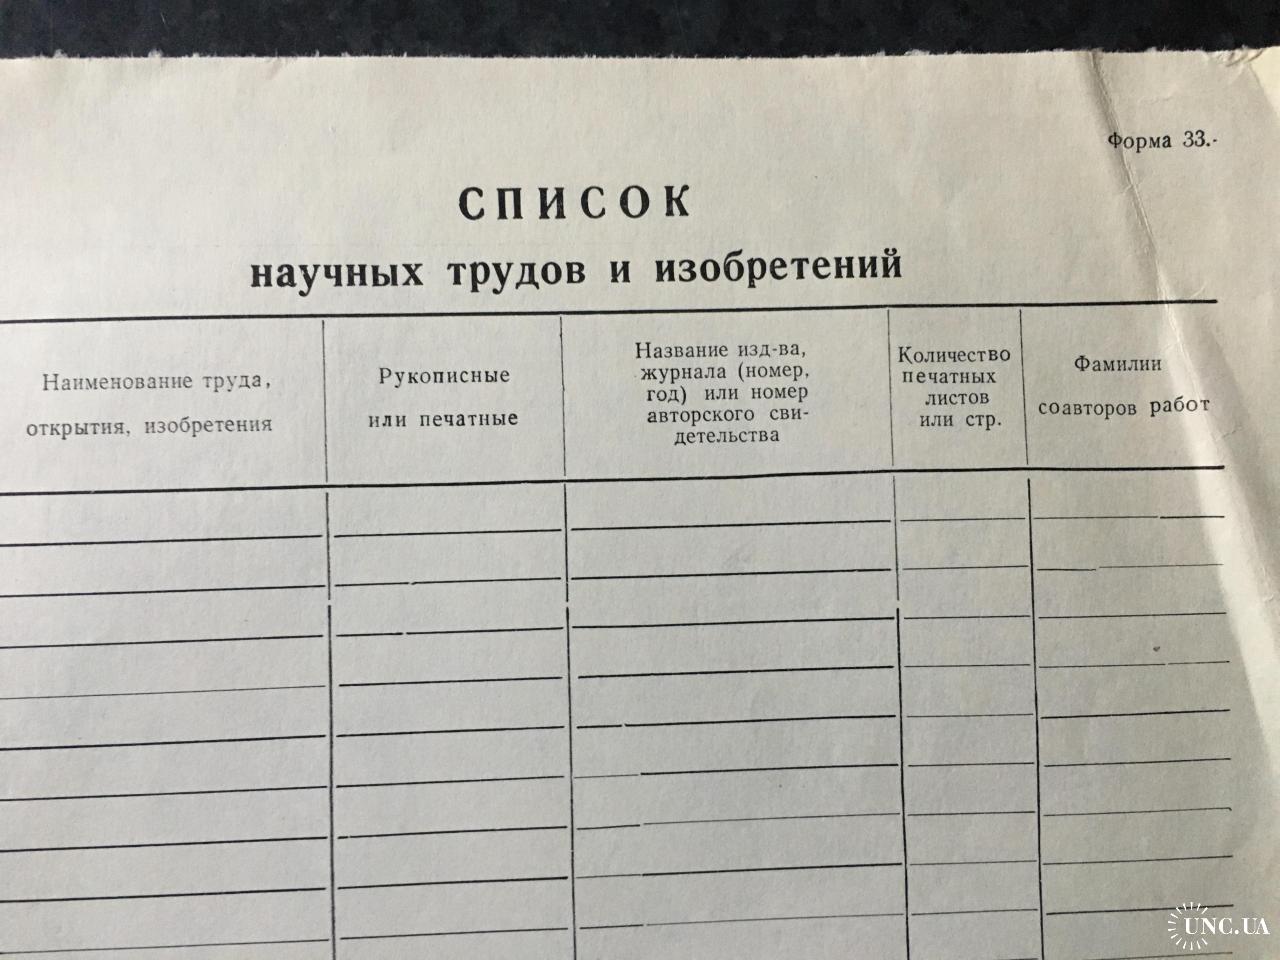 Форма 33.-
СПИСОК
научных трудов и изобретений
Наименование труда,
открытия, изобретения
Рукописные
или печатные
Название изд-ва,
журнала (номер,
год) или номер
авторского сви-
детельства
Количество
печатных
листов
или стр.
Фамилии
соавторов работ
UNC.UA